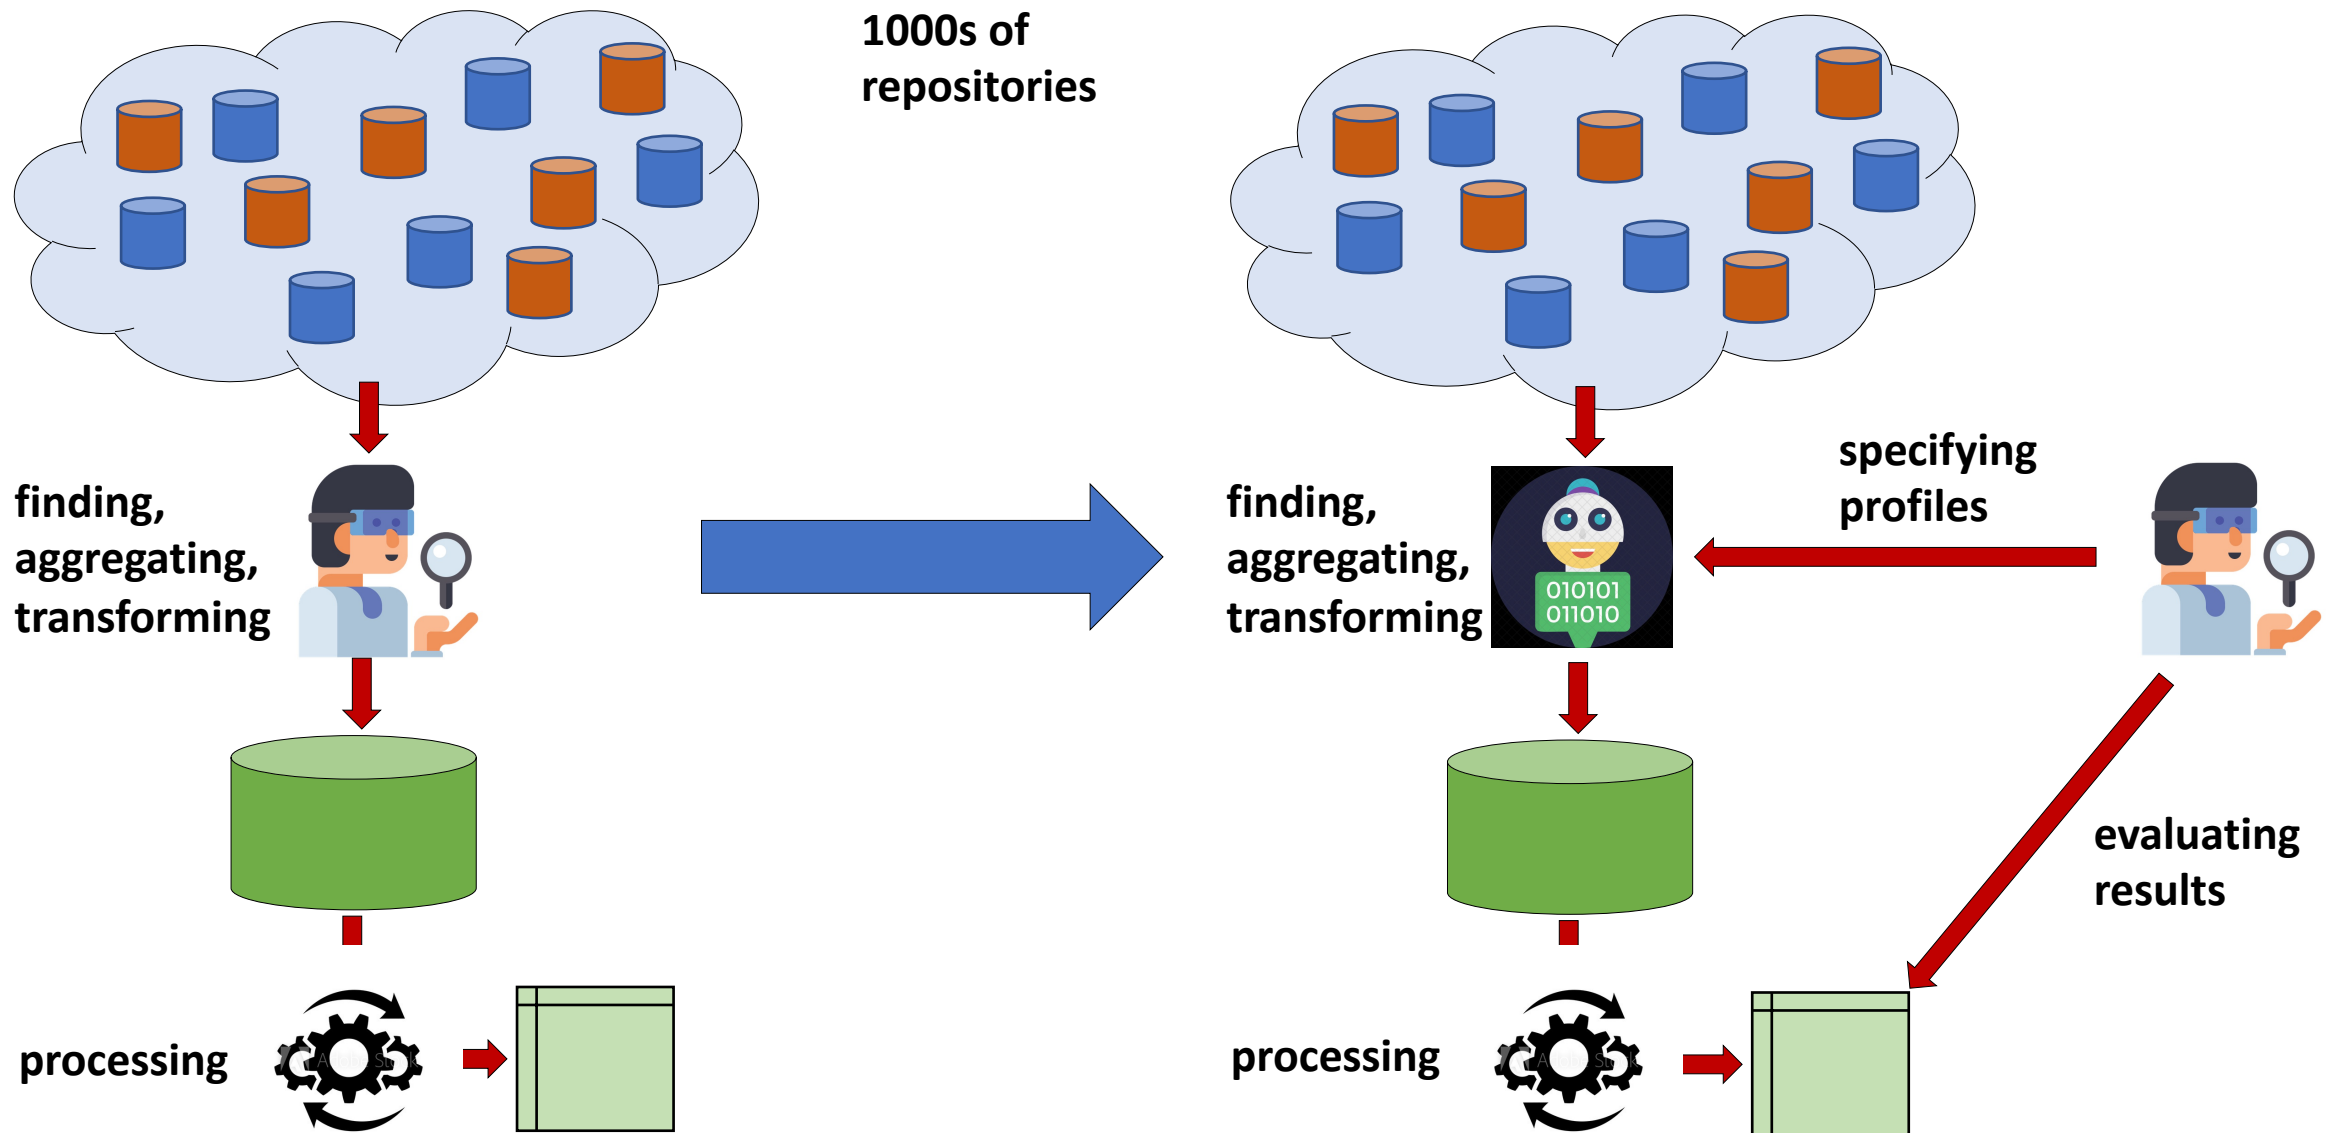 1000s of
repositories
finding,
aggregating,
transforming
finding,
aggregating,
transforming
010101
011010
specifying
profiles
evaluating
results
processing
processing